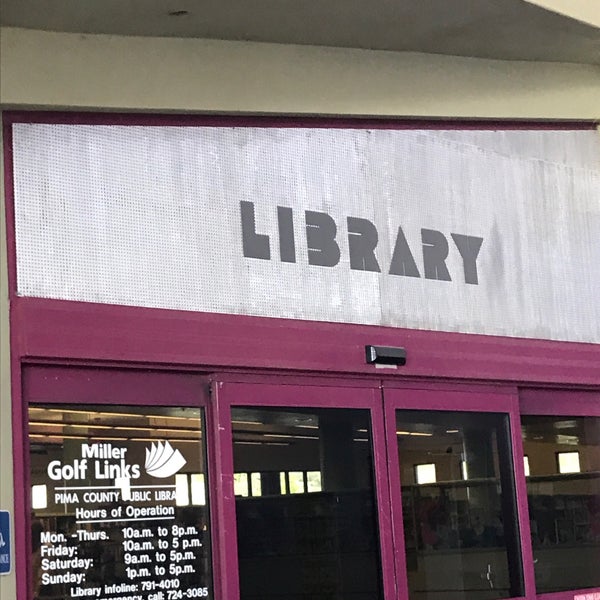 LIBRARY
Miller
Golf Links
PIMA COUNTY PUBLIC LIBRA
Hours of Operation
Mon. -Thurs. 10a.m. to 8p.m.
Friday: 10a.m. to 5 p.m.
Saturday: 9a.m. to 5p.m.
Sunday: 1p.m. to 5p.m.
Library infoline: 791-4010
emergency, call: 724-3085